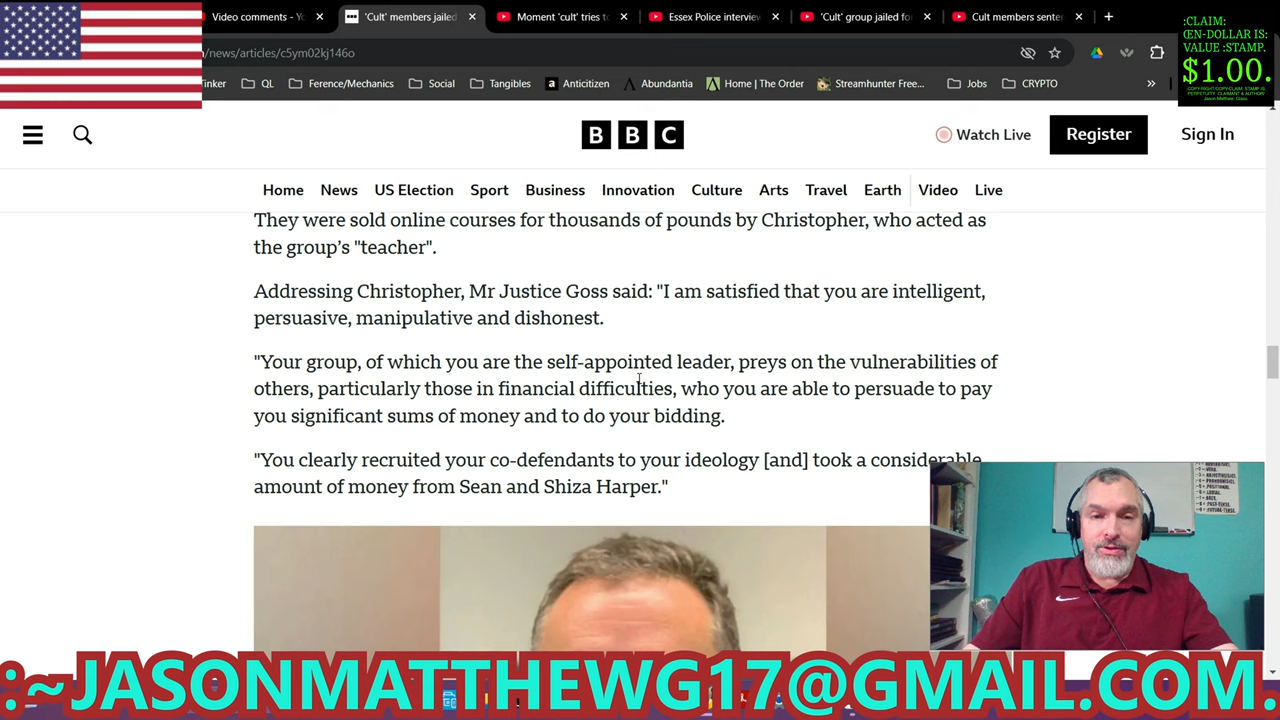 Video comments - Yo
'Cult' members jailed
Moment 'cult' tries to
Essex Police interview
'Cult' group jailed for
Cult members senten
:CLAIM:
ŒN-DOLLAR IS:
VALUE :STAMP.
$1.00.
/news/articles/c5ym02kj146o
inker
QL
Ference/Mechanics
Social
Tangables
Anticitizen
Abundantia
Home | The
Streamhunter
Jobs
CRYPTO
BBC
Watch Live
Register
Sign In
Home
News
US Election
Sport
Business
Innovation
Culture
Arts
Travel
Earth
Video
Live
They were sold online courses for thousands of pounds by Christopher, who acted as
the group's "teacher".
Addressing Christopher, Mr Justice Goss said: "I am satisfied that you are intelligent,
persuasive, manipulative and dishonest.
"Your group, of which you are the self-appointed leader, preys on the vulnerabilities of
others, particularly those in financial difficulties, who you are able to persuade to pay
you significant sums of money and to do your bidding.
"You clearly recruited your co-defendants to your ideology [and] took a considerable
amount of money from Sean and Shiza Harper."
:~JASONMATTHEWG17@GMAIL.COM.